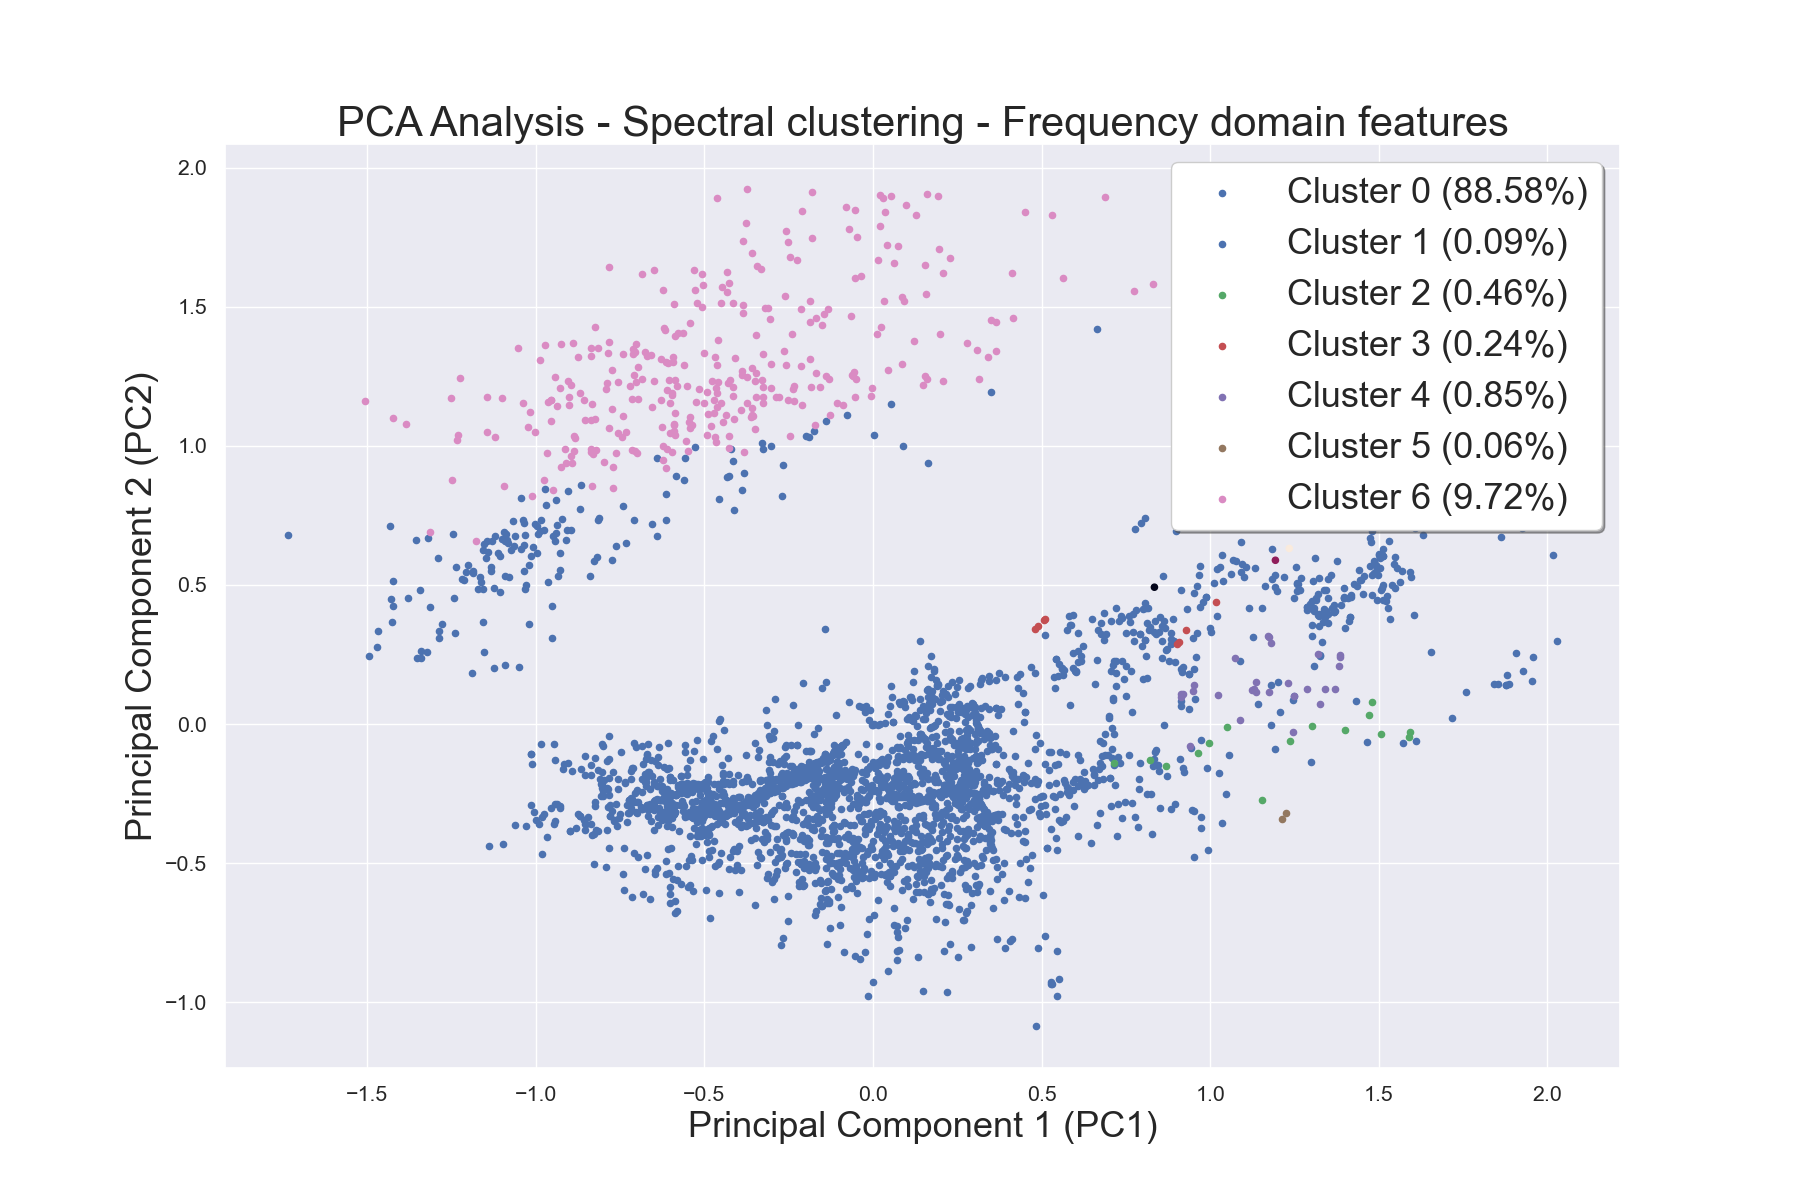 PCA Analysis - Spectral clustering - Frequency domain features
Cluster 0 (88.58%)
Cluster 1 (0.09%)
Cluster 2 (0.46%)
Cluster 3 (0.24%)
Cluster 4 (0.85%)
Cluster 5 (0.06%)
Cluster 6 (9.72%)
Principal Component 2 (PC2)
2.0
1.5
1.0
0.5
0.0
−0.5
−1.0
−1.5 −1.0 −0.5 0.0 0.5 1.0 1.5 2.0
Principal Component 1 (PC1)